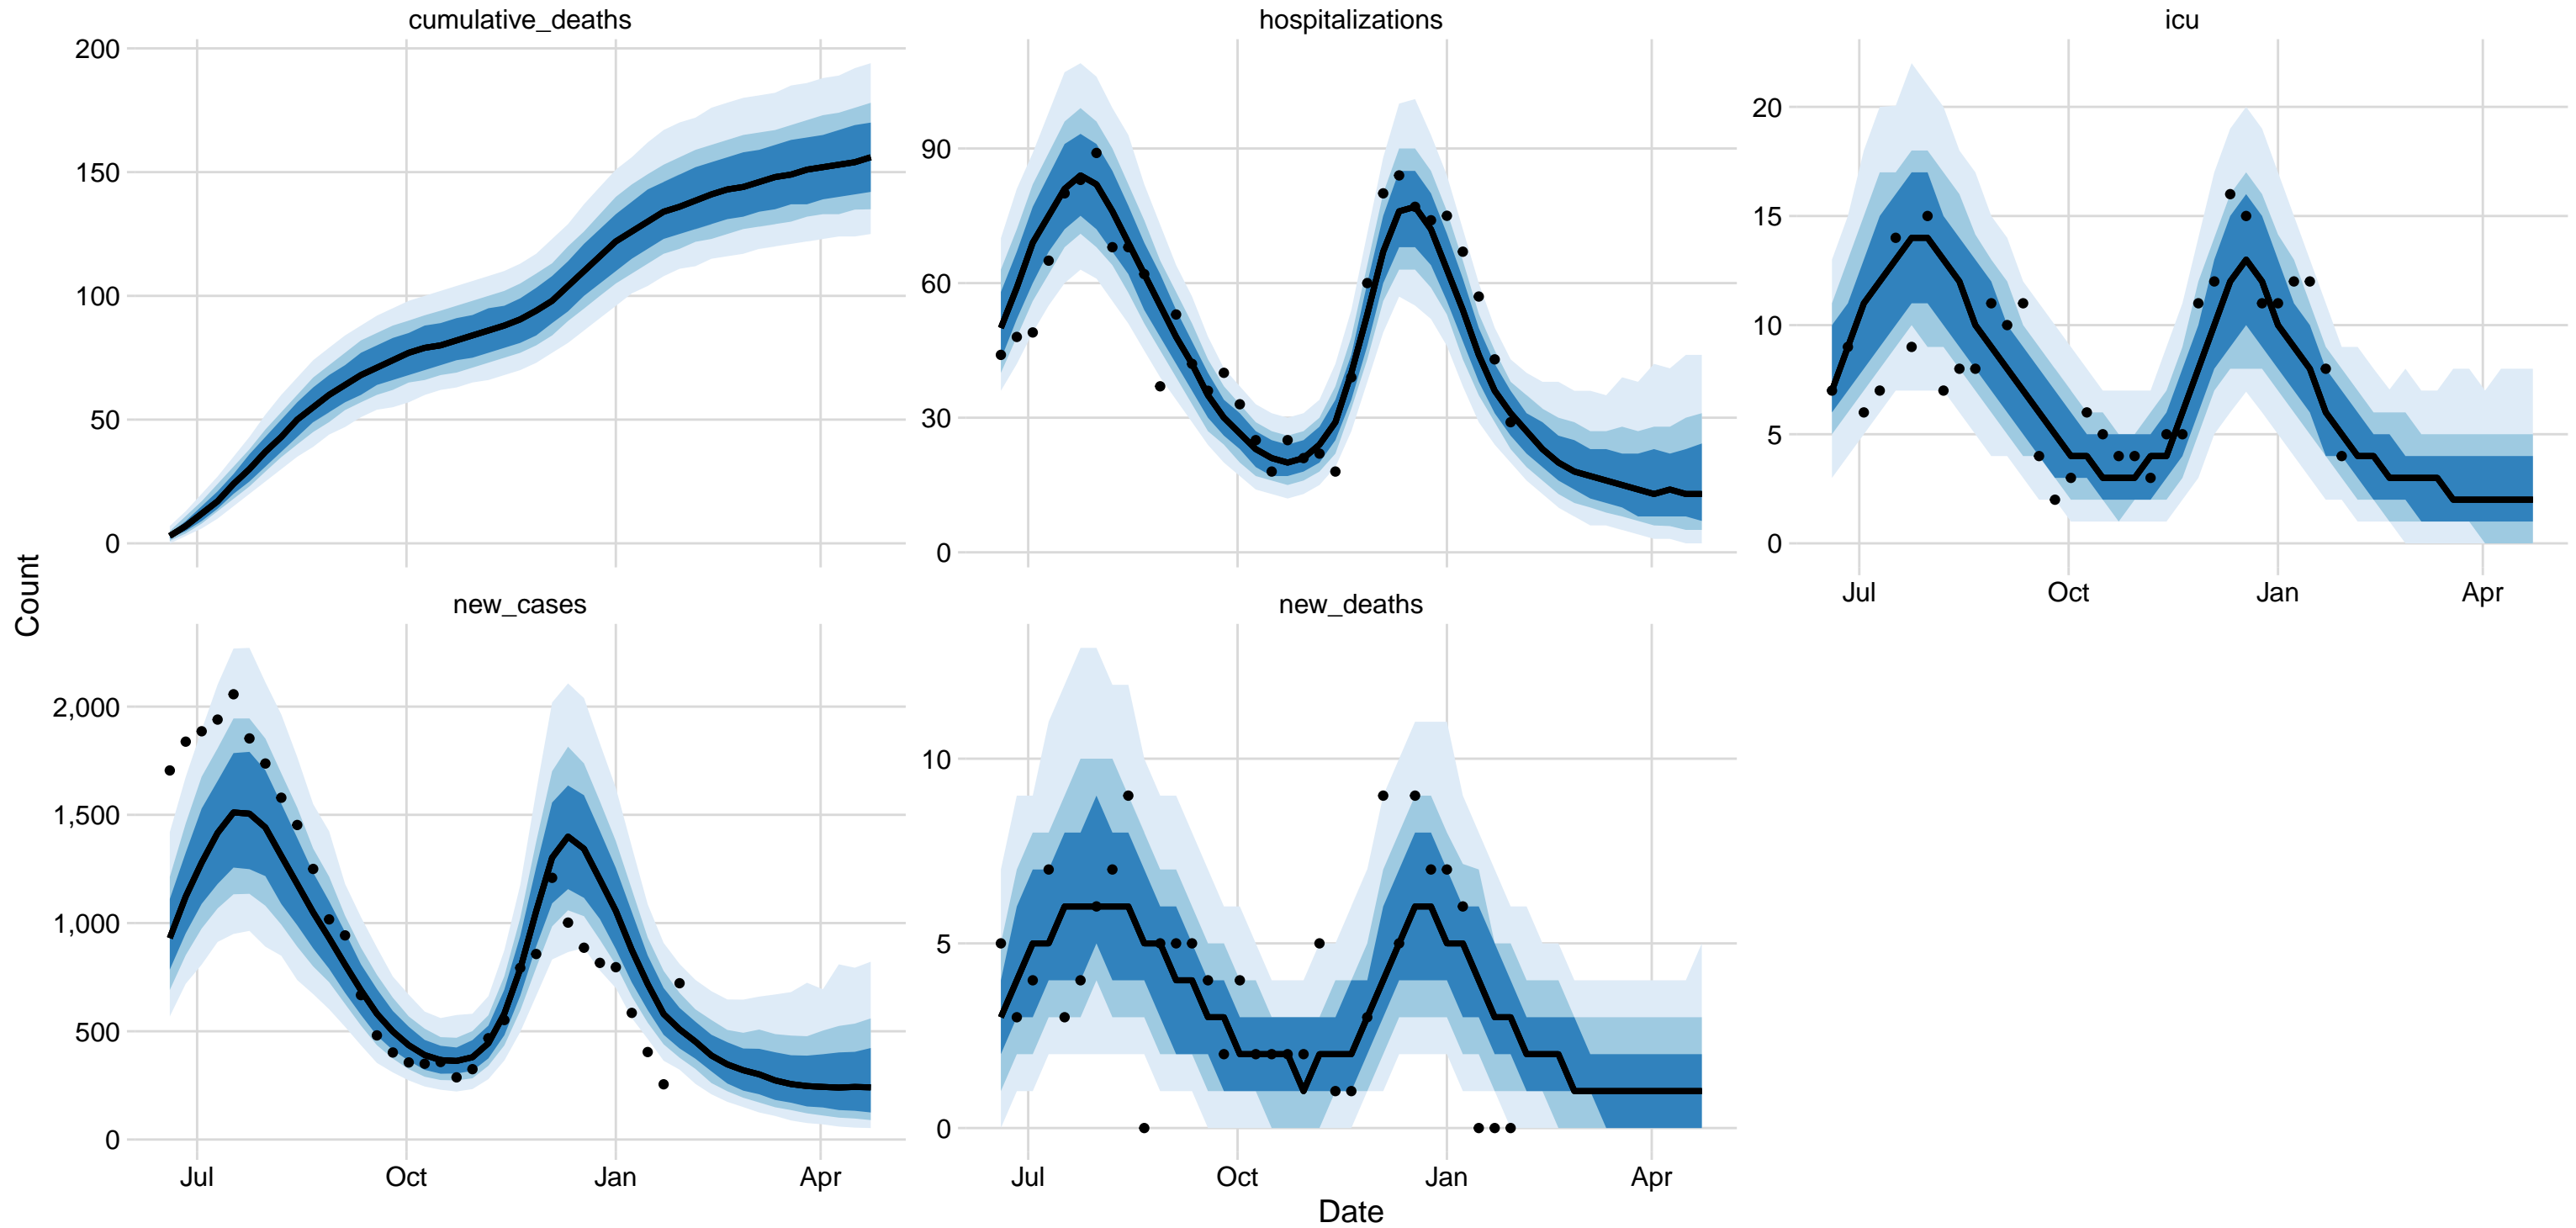 cumulative_deaths
hospitalizations
icu
200
150
100
50
0
90
60
30
0
20
15
10
5
0
Jul Oct Jan Apr
Count
new_cases
new_deaths
2,000
1,500
1,000
500
0
10
5
0
Jul Oct Jan Apr
Jul Oct Jan Apr
Date